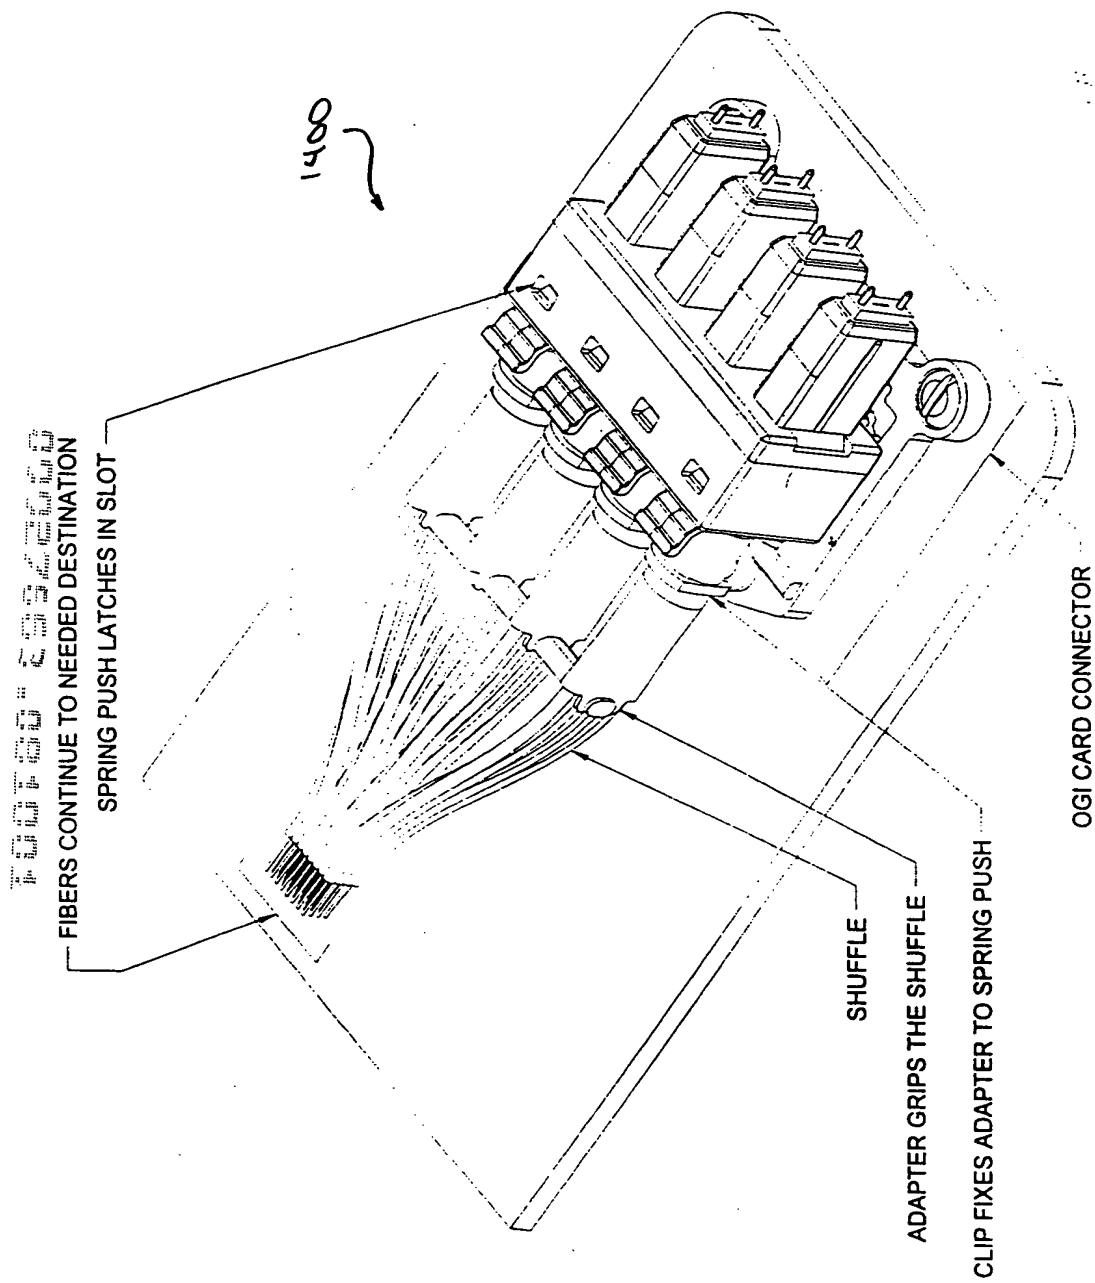 1400
FIBERS CONTINUE TO NEEDED DESTINATION
SPRING PUSH LATCHES IN SLOT
SHUFFLE
ADAPTER GRIPS THE SHUFFLE
CLIP FIXES ADAPTER TO SPRING PUSH
OGI CARD CONNECTOR